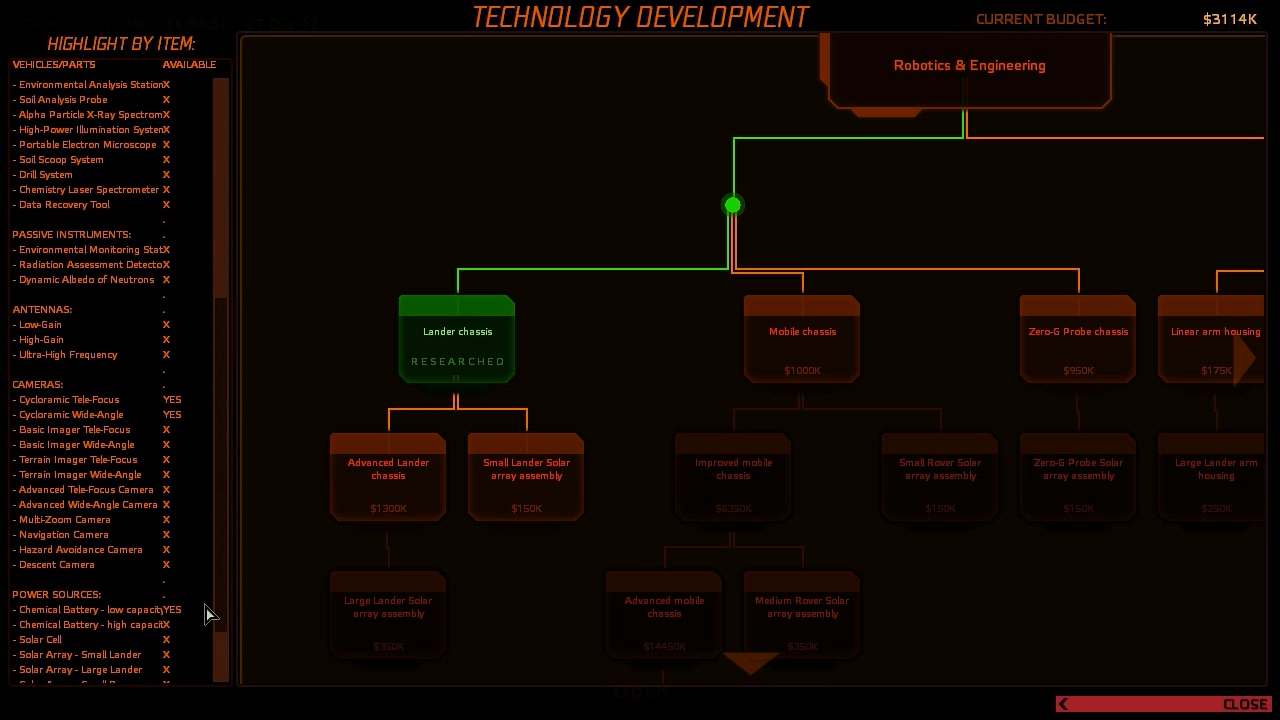 TECHNOLOGY DEVELOPMENT
CURRENT BUDGET: $3114K
HIGHLIGHT BY ITEM:
VEHICLES/PARTS AVAILABLE
- Environmental Analysis Station X
- Soil Analysis Probe X
- Alpha Particle X-Ray Spectrom X
- High-Power Illumination System X
- Portable Electron Microscope X
- Soil Scoop System X
- Drill System X
- Chemistry Laser Spectrometer X
- Data Recovery Tool X
.
PASSIVE INSTRUMENTS: .
- Environmental Monitoring Stat X
- Radiation Assessment Detecto X
- Dynamic Albedo of Neutrons X
.
ANTENNAS: .
- Low-Gain X
- High-Gain X
- Ultra-High Frequency X
.
CAMERAS: .
- Cycloramic Tele-Focus YES
- Cycloramic Wide-Angle YES
- Basic Imager Tele-Focus X
- Basic Imager Wide-Angle X
- Terrain Imager Tele-Focus X
- Terrain Imager Wide-Angle X
- Advanced Tele-Focus Camera X
- Advanced Wide-Angle Camera X
- Multi-Zoom Camera X
- Navigation Camera X
- Hazard Avoidance Camera X
- Descent Camera X
.
POWER SOURCES: .
- Chemical Battery - low capacity YES
- Chemical Battery - high capacit X
- Solar Cell X
- Solar Array - Small Lander X
- Solar Array - Large Lander X
Robotics & Engineering
Lander chassis
RESEARCHED
Mobile chassis
$1000K
Zero-G Probe chassis
$950K
Linear arm housing
$175K
Advanced Lander
chassis
$1300K
Small Lander Solar
array assembly
$150K
Improved mobile
chassis
$6350K
Small Rover Solar
array assembly
$150K
Zero-G Probe Solar
array assembly
$150K
Large Lander arm
housing
$250K
Large Lander Solar
array assembly
$350K
Advanced mobile
chassis
$14450K
Medium Rover Solar
array assembly
$350K
CLOSE